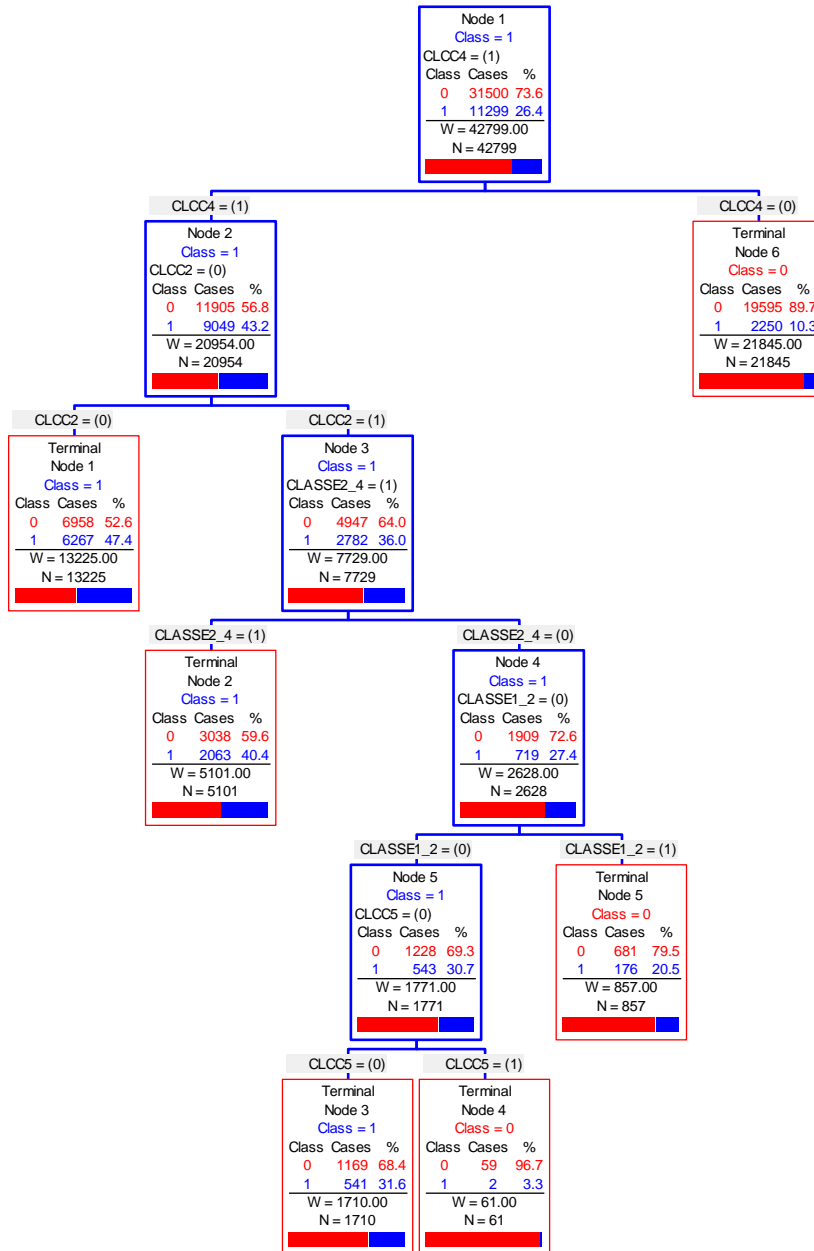 Node 1
Class = 1
CLCC4 = (1)
Class Cases %
0 31500 73.6
1 11299 26.4
W = 42799.00
N = 42799
CLCC4 = (1)
CLCC4 = (0)
Node 2
Class = 1
CLCC2 = (0)
Class Cases %
0 11905 56.8
1 9049 43.2
W = 20954.00
N = 20954
Terminal
Node 6
Class = 0
Class Cases %
0 19595 89.7
1 2250 10.3
W = 21845.00
N = 21845
CLCC2 = (0)
CLCC2 = (1)
Terminal
Node 1
Class = 1
Class Cases %
0 6958 52.6
1 6267 47.4
W = 13225.00
N = 13225
Node 3
Class = 1
CLASSE2_4 = (1)
Class Cases %
0 4947 64.0
1 2782 36.0
W = 7729.00
N = 7729
CLASSE2_4 = (1)
CLASSE2_4 = (0)
Terminal
Node 2
Class = 1
Class Cases %
0 3038 59.6
1 2063 40.4
W = 5101.00
N = 5101
Node 4
Class = 1
CLASSE1_2 = (0)
Class Cases %
0 1909 72.6
1 719 27.4
W = 2628.00
N = 2628
CLASSE1_2 = (0)
CLASSE1_2 = (1)
Node 5
Class = 1
CLCC5 = (0)
Class Cases %
0 1228 69.3
1 543 30.7
W = 1771.00
N = 1771
Terminal
Node 5
Class = 0
Class Cases %
0 681 79.5
1 176 20.5
W = 857.00
N = 857
CLCC5 = (0)
CLCC5 = (1)
Terminal
Node 3
Class = 1
Class Cases %
0 1169 68.4
1 541 31.6
W = 1710.00
N = 1710
Terminal
Node 4
Class = 0
Class Cases %
0 59 96.7
1 2 3.3
W = 61.00
N = 61